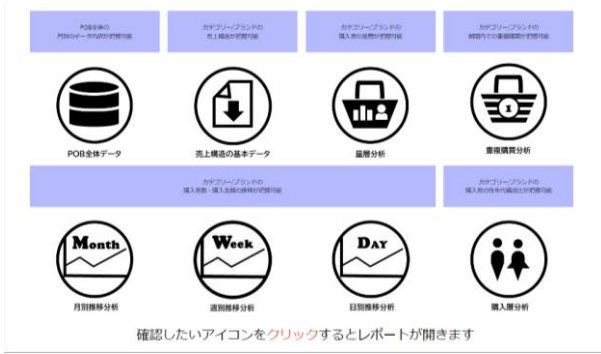 POB全体の
月別のデータ内容が把握可能
カテゴリー/ブランドの
売上構造が把握可能
カテゴリー/ブランドの
購入者の量層が把握可能
カテゴリー/ブランドの
期間内での重複購買が把握可能
POB全体データ
売上構造の基本データ
量層分析
1
重複購買分析
カテゴリー/ブランドの
購入者数・購入金額の推移が把握可能
カテゴリー/ブランドの
購入者の性年代構成比が把握可能
Month
Week
DAY
月別推移分析
週別推移分析
日別推移分析
購入層分析
確認したいアイコンをクリックするとレポートが開きます